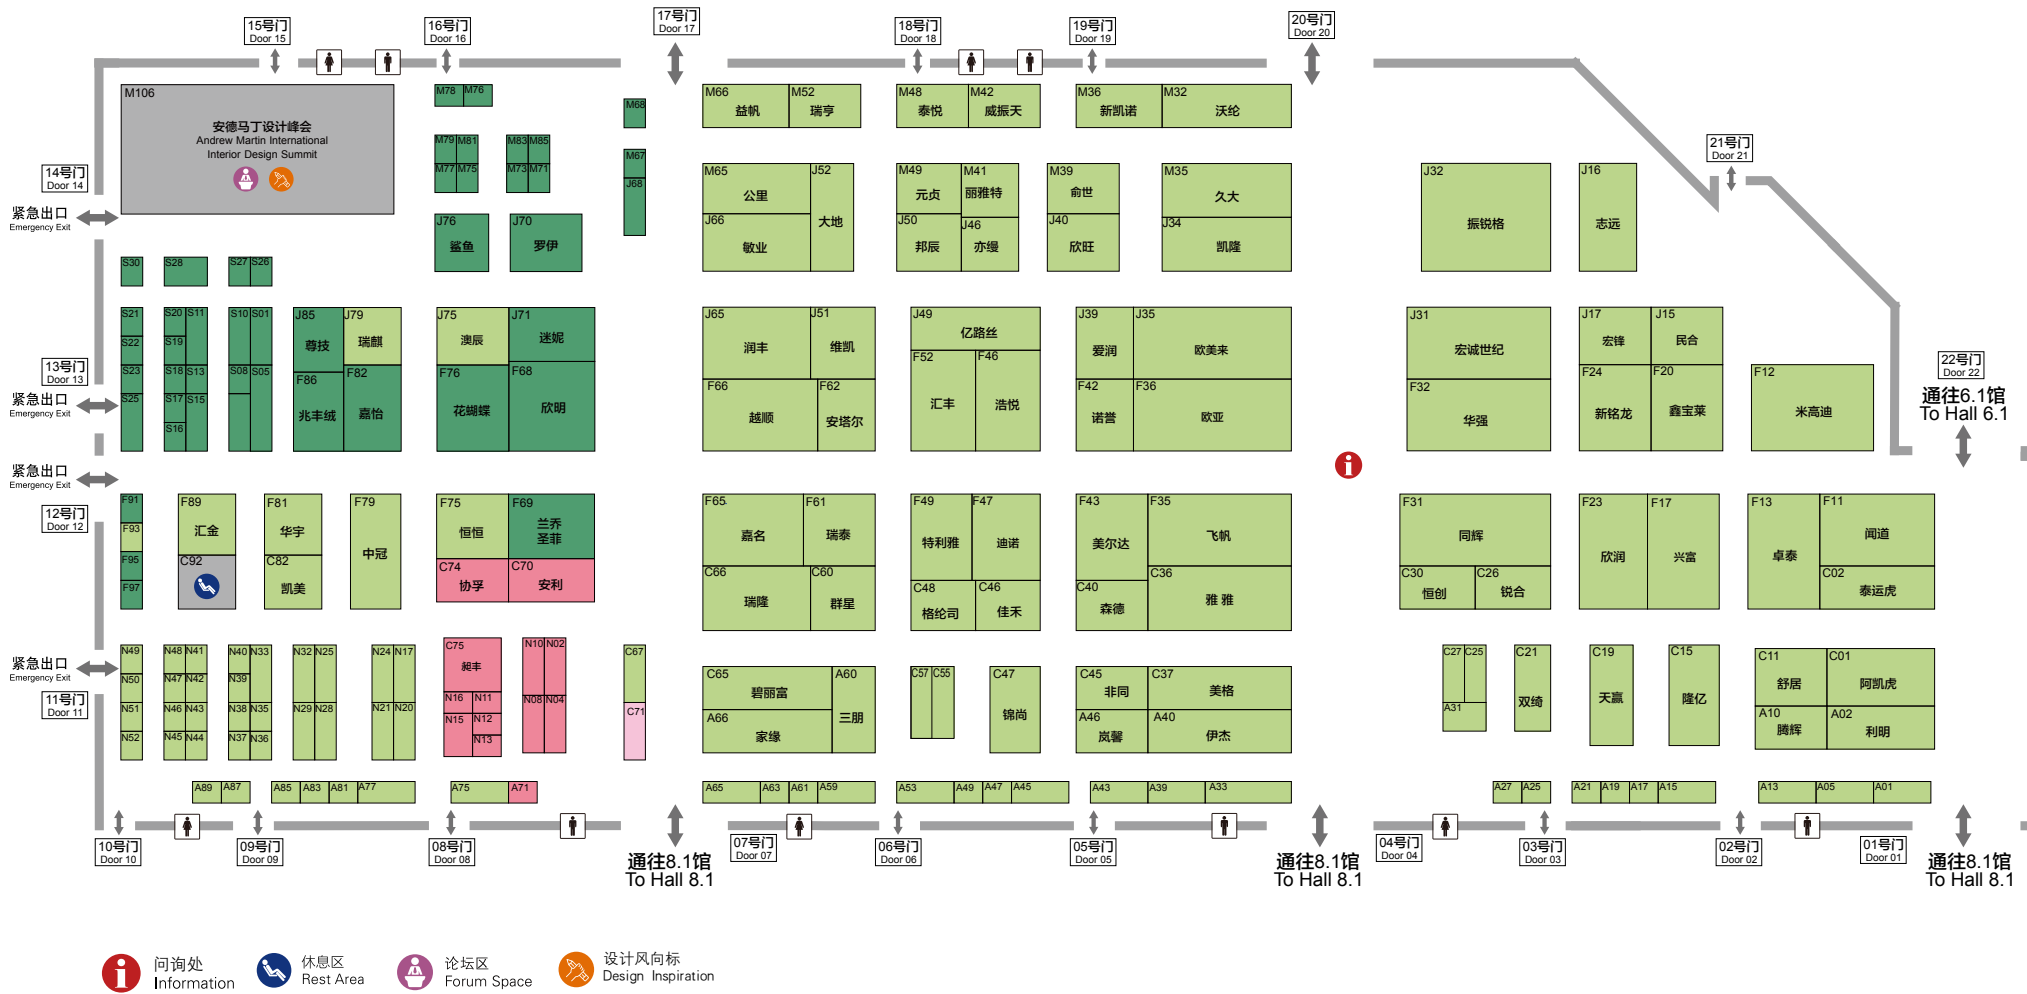 15号门
Door 15
16号门
Door 16
17号门
Door 17
18号门
Door 18
19号门
Door 19
20号门
Door 20
M106
安德马丁设计峰会
Andrew Martin International
Interior Design Summit
M78 M76
M68
M66 益帆
M52 瑞亨
M48 泰悦
M42 威振天
M36 新凯诺
M32 沃纶
M79 M81 M83 M85
M77 M75 M73 M71
M67
J68
21号门
Door 21
14号门
Door 14
紧急出口
Emergency Exit
M65 公里
J52 大地
J66 敏业
M49 元贞
M41 丽雅特
J50 邦辰
J46 亦缦
M39 俞世
J40 欣旺
M35 久大
J34 凯隆
J32 振锐格
J16 志远
J76 鲨鱼
J70 罗伊
S30 S28 S27 S26
S21 S20 S11 S10 S01
S22 S19
S23 S18 S13 S08 S05
S25 S17 S15
S16
J85 尊技
J79 瑞麒
F86 兆丰绒
F82 嘉怡
J75 澳辰
J71 迷妮
F76 花蝴蝶
F68 欣明
J65 润丰
J51 维凯
F66 越顺
F62 安塔尔
J49 亿路丝
F52 汇丰
F46 浩悦
J39 爱润
J35 欧美来
F42 诺誉
F36 欧亚
J31 宏诚世纪
F32 华强
J17 宏锋
J15 民合
F24 新铭龙
F20 鑫宝莱
F12 米高迪
13号门
Door 13
紧急出口
Emergency Exit
22号门
Door 22
通往6.1馆
To Hall 6.1
紧急出口
Emergency Exit
12号门
Door 12
F91
F93
F95
F97
F89 汇金
C92
F81 华宇
C82 凯美
F79 中冠
F75 恒恒
F69 兰乔
圣菲
C74 协孚
C70 安利
F65 嘉名
F61 瑞泰
C66 瑞隆
C60 群星
F49 特利雅
F47 迪诺
C48 格纶司
C46 佳禾
F43 美尔达
F35 飞帆
C40 森德
C36 雅 雅
F31 同辉
C30 恒创
C26 锐合
F23 欣润
F17 兴富
F13 卓泰
F11 闻道
C02 泰运虎
紧急出口
Emergency Exit
11号门
Door 11
N49 N48 N41 N40 N33 N32 N25 N24 N17
N50 N47 N42 N39
N51 N46 N43 N38 N35 N29 N28 N21 N20
N52 N45 N44 N37 N36
C75 昶丰
N16 N11
N15 N12
N13
N10 N02
N08 N04
C67
C71
C65 碧丽富
A60 三朋
A66 家缘
C57 C55
C47 锦尚
C45 非同
C37 美格
A46 岚馨
A40 伊杰
C27 C25
A31
C21 双绮
C19 天赢
C15 隆亿
C11 舒居
C01 阿凯虎
A10 腾辉
A02 利明
A89 A87 A85 A83 A81 A77 A75 A71 A65 A63 A61 A59 A53 A49 A47 A45 A43 A39 A33 A27 A25 A21 A19 A17 A15 A13 A05 A01
10号门
Door 10
09号门
Door 09
08号门
Door 08
通往8.1馆
To Hall 8.1
07号门
Door 07
06号门
Door 06
05号门
Door 05
通往8.1馆
To Hall 8.1
04号门
Door 04
03号门
Door 03
02号门
Door 02
01号门
Door 01
通往8.1馆
To Hall 8.1
问询处
Information
休息区
Rest Area
论坛区
Forum Space
设计风向标
Design Inspiration